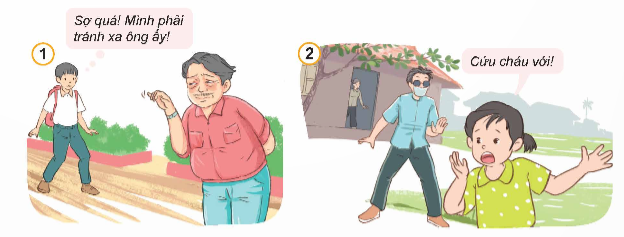 1
Sợ quá! Mình phải
tránh xa ông ấy!
2
Cứu cháu với!